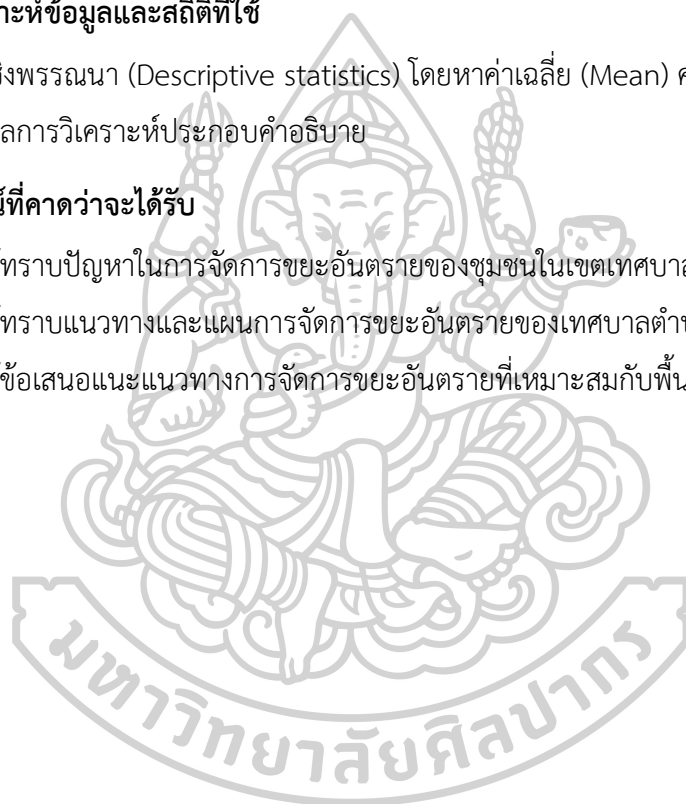 าะห์ข้อมูลและสถิติที่ใช้
ชิงพรรณนา (Descriptive statistics) โดยหาค่าเฉลี่ย (Mean) ค
ลการวิเคราะห์ประกอบคำอธิบาย
น์ที่คาดว่าจะได้รับ
ทราบปัญหาในการจัดการขยะอันตรายของชุมชนในเขตเทศบาล
ทราบแนวทางและแผนการจัดการขยะอันตรายของเทศบาลตำบ
ข้อเสนอแนะแนวทางการจัดการขยะอันตรายที่เหมาะสมกับพื้น
มหาวิทยาลัยศิลปากร